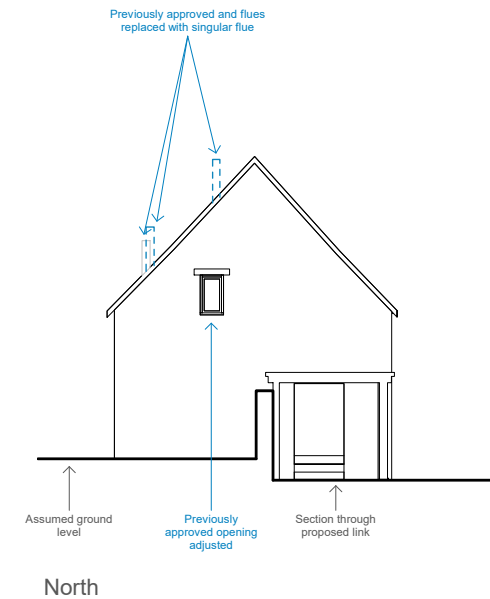 Previously approved and flues
replaced with singular flue
Assumed ground
level
Previously
approved opening
adjusted
Section through
proposed link
North